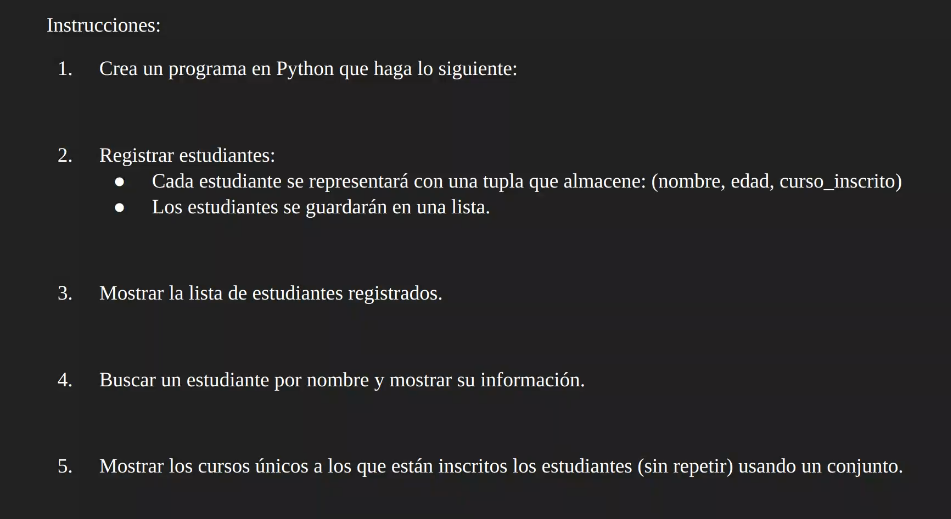 Instrucciones:
1. Crea un programa en Python que haga lo siguiente:
2. Registrar estudiantes:
● Cada estudiante se representará con una tupla que almacene: (nombre, edad, curso_inscrito)
● Los estudiantes se guardarán en una lista.
3. Mostrar la lista de estudiantes registrados.
4. Buscar un estudiante por nombre y mostrar su información.
5. Mostrar los cursos únicos a los que están inscritos los estudiantes (sin repetir) usando un conjunto.